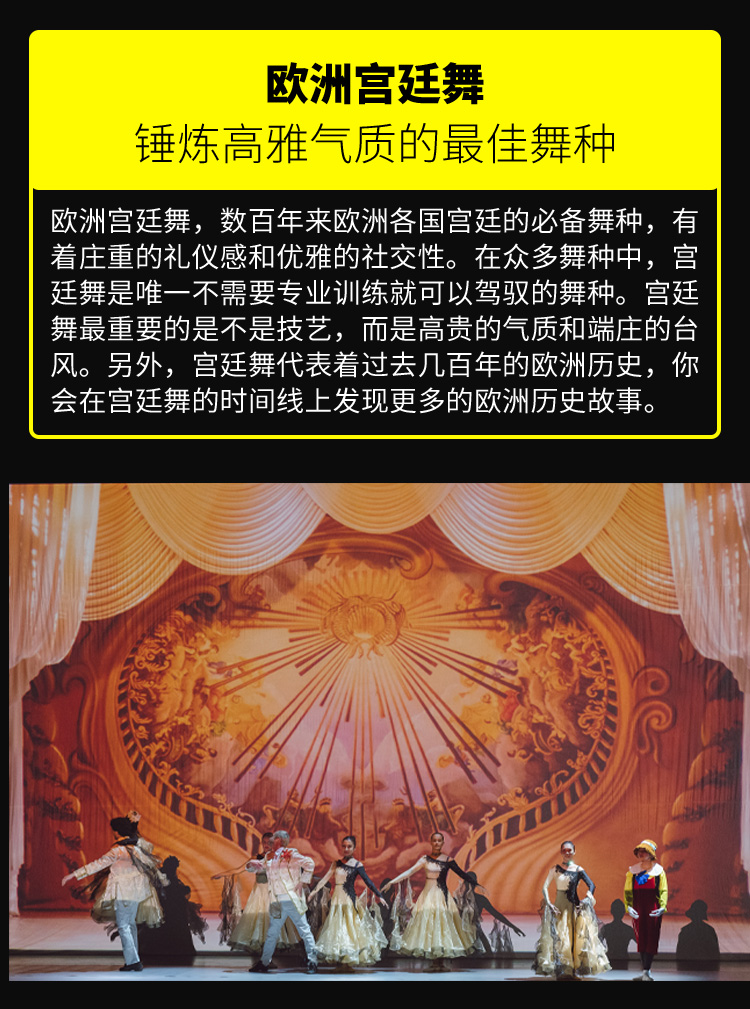 欧洲宫廷舞
锤炼高雅气质的最佳舞种
欧洲宫廷舞，数百年来欧洲各国宫廷的必备舞种，有
着庄重的礼仪感和优雅的社交性。在众多舞种中，宫
廷舞是唯一不需要专业训练就可以驾驭的舞种。宫廷
舞最重要的是不是技艺，而是高贵的气质和端庄的台
风。另外，宫廷舞代表着过去几百年的欧洲历史，你
会在宫廷舞的时间线上发现更多的欧洲历史故事。